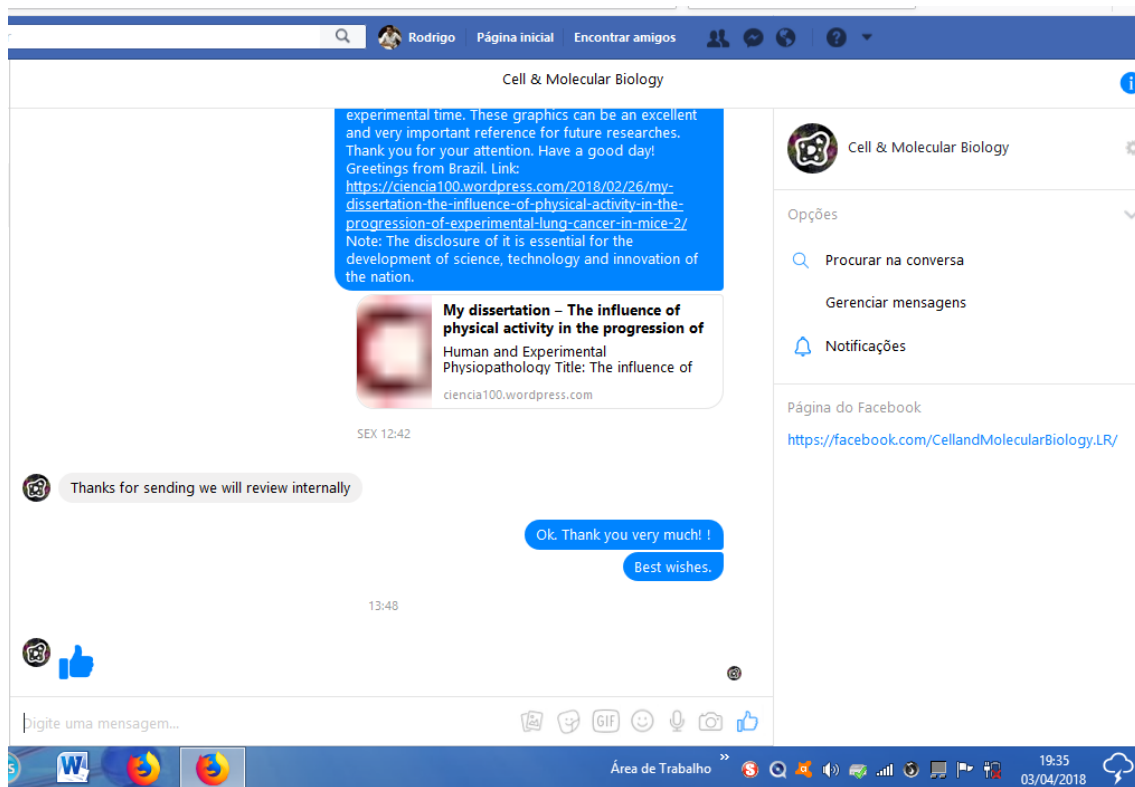 Rodrigo Página inicial Encontrar amigos
Cell & Molecular Biology
experimental time. These graphics can be an excellent
and very important reference for future researches.
Thank you for your attention. Have a good day!
Greetings from Brazil. Link:
https://ciencia100.wordpress.com/2018/02/26/my-
dissertation-the-influence-of-physical-activity-in-the-
progression-of-experimental-lung-cancer-in-mice-2/
Note: The disclosure of it is essential for the
development of science, technology and innovation of
the nation.
My dissertation – The influence of
physical activity in the progression of
Human and Experimental
Physiopathology Title: The influence of
ciencia100.wordpress.com
SEX 12:42
Thanks for sending we will review internally
Ok. Thank you very much! !
Best wishes.
13:48
Digite uma mensagem...
GIF
Cell & Molecular Biology
Opções
Procurar na conversa
Gerenciar mensagens
Notificações
Página do Facebook
https://facebook.com/CellandMolecularBiology.LR/
Área de Trabalho
19:35
03/04/2018